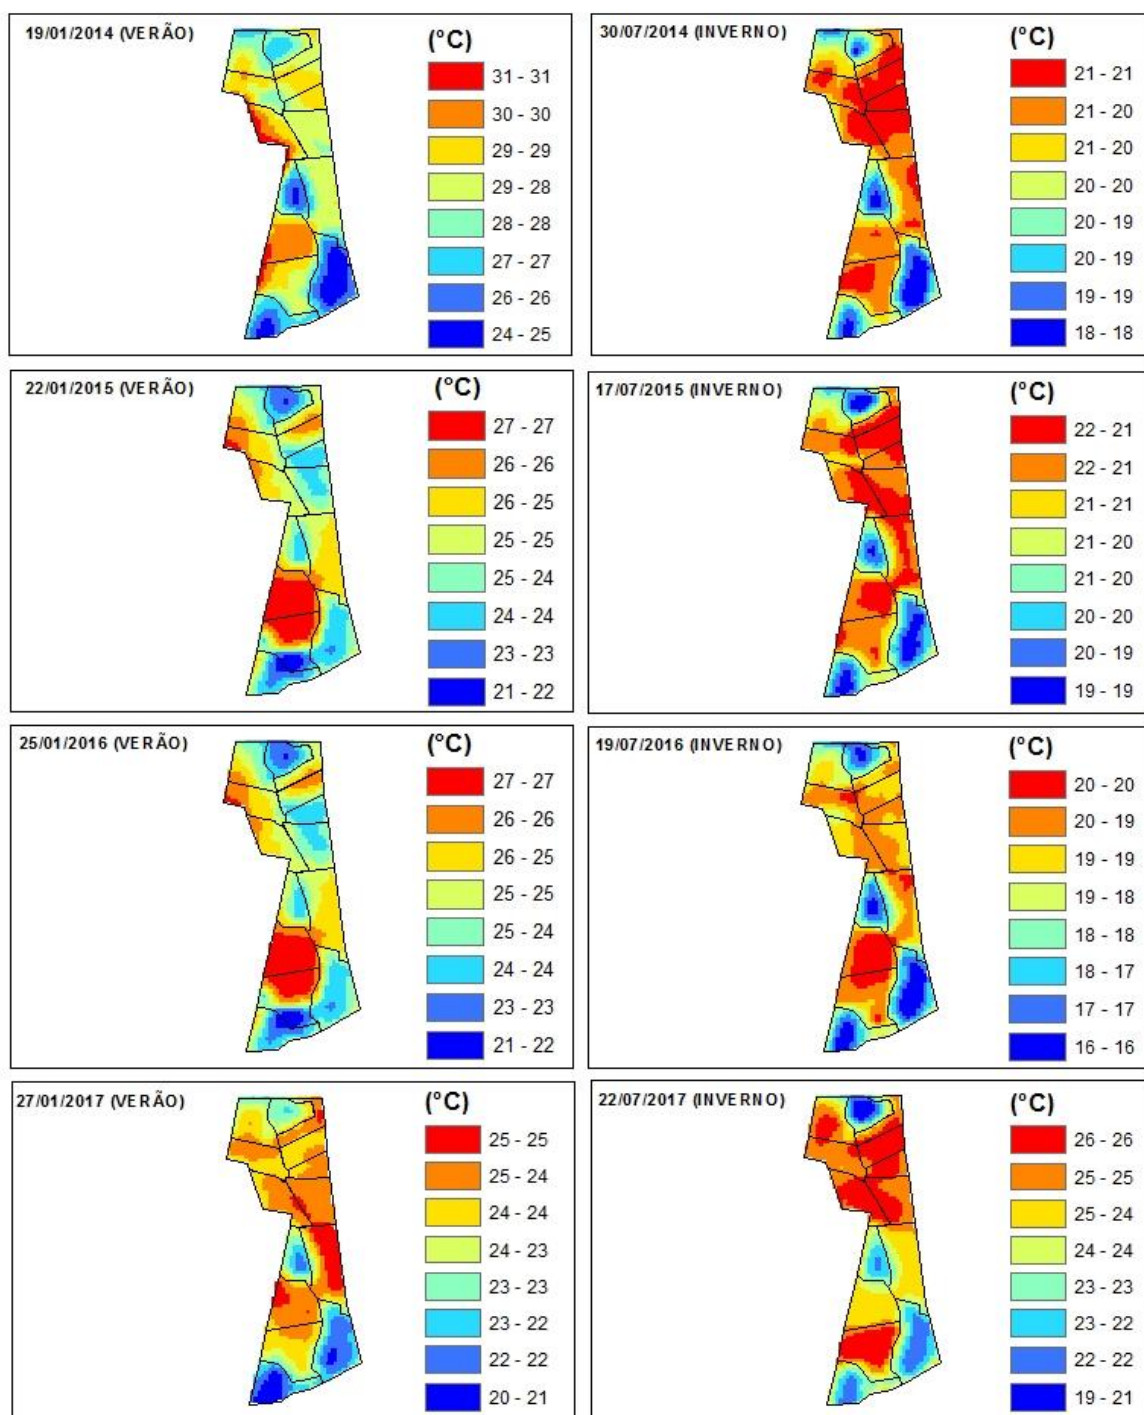 19/01/2014 (VERÃO)
(°C)
31 - 31
30 - 30
29 - 29
29 - 28
28 - 28
27 - 27
26 - 26
24 - 25
30/07/2014 (INVERNO)
(°C)
21 - 21
21 - 20
21 - 20
20 - 20
20 - 19
20 - 19
19 - 19
18 - 18
22/01/2015 (VERÃO)
(°C)
27 - 27
26 - 26
26 - 25
25 - 25
25 - 24
24 - 24
23 - 23
21 - 22
17/07/2015 (INVERNO)
(°C)
22 - 21
22 - 21
21 - 21
21 - 20
21 - 20
20 - 20
20 - 19
19 - 19
25/01/2016 (VERÃO)
(°C)
27 - 27
26 - 26
26 - 25
25 - 25
25 - 24
24 - 24
23 - 23
21 - 22
19/07/2016 (INVERNO)
(°C)
20 - 20
20 - 19
19 - 19
19 - 18
18 - 18
18 - 17
17 - 17
16 - 16
27/01/2017 (VERÃO)
(°C)
25 - 25
25 - 24
24 - 24
24 - 23
23 - 23
23 - 22
22 - 22
20 - 21
22/07/2017 (INVERNO)
(°C)
26 - 26
25 - 25
25 - 24
24 - 24
23 - 23
23 - 22
22 - 22
19 - 21